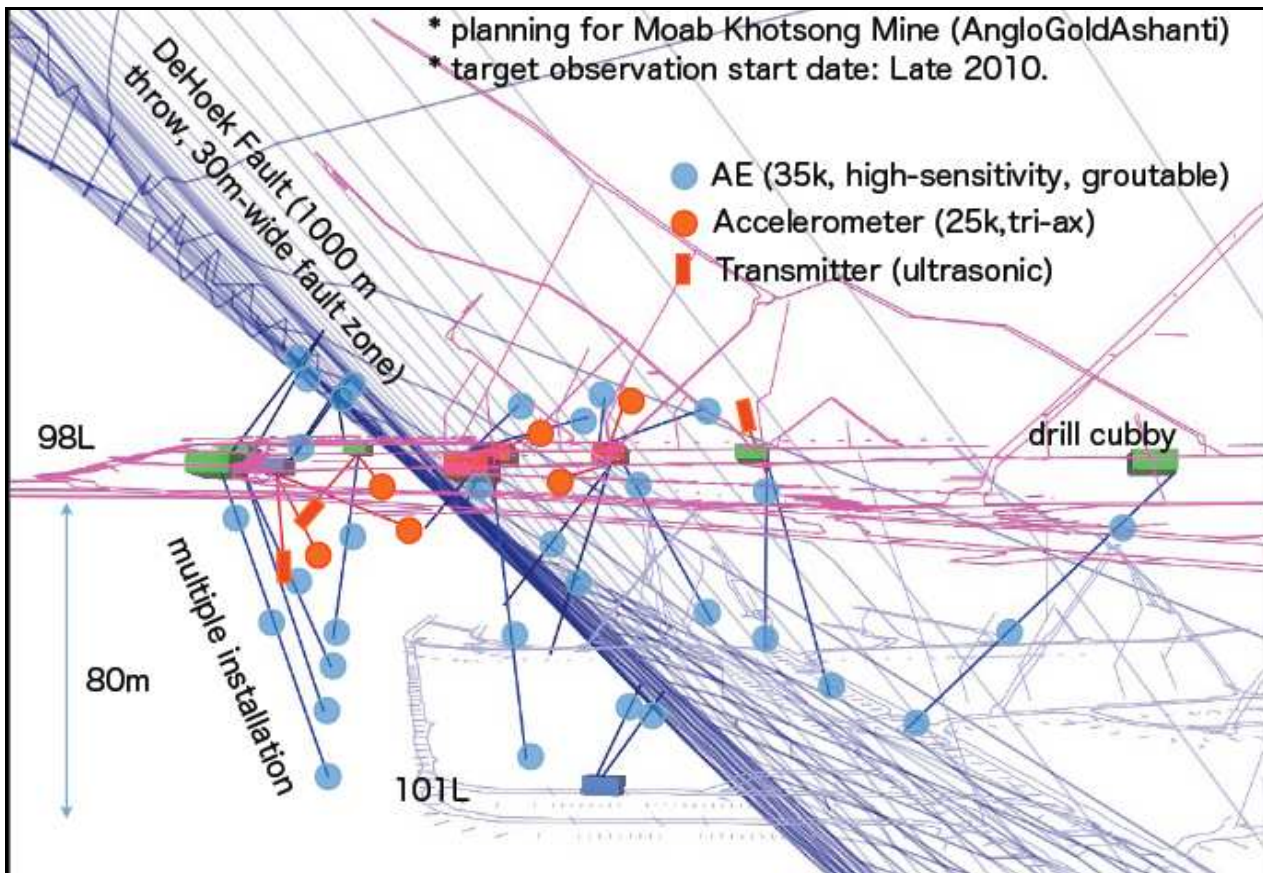 * planning for Moab Khotsong Mine (AngloGoldAshanti)
* target observation start date: Late 2010.
DeHoek Fault (1000 m
throw, 30m-wide fault zone)
AE (35k, high-sensitivity, groutable)
Accelerometer (25k,tri-ax)
Transmitter (ultrasonic)
98L
drill cubby
multiple installation
80m
101L